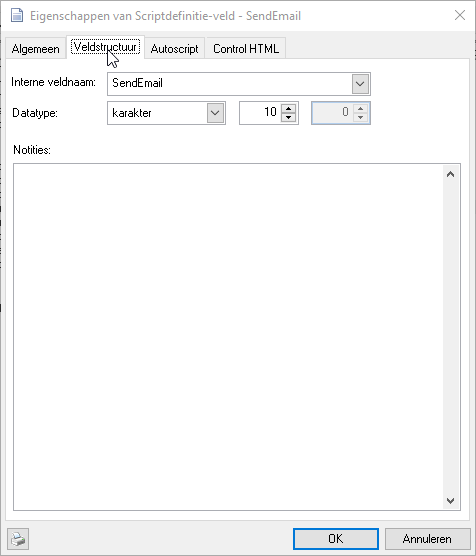 Eigenschappen van Scriptdefinitie-veld - SendEmail
Algemeen Veldstructuur Autoscript Control HTML
Interne veldnaam: SendEmail
Datatype: karakter 10 0
Notities:
OK Annuleren